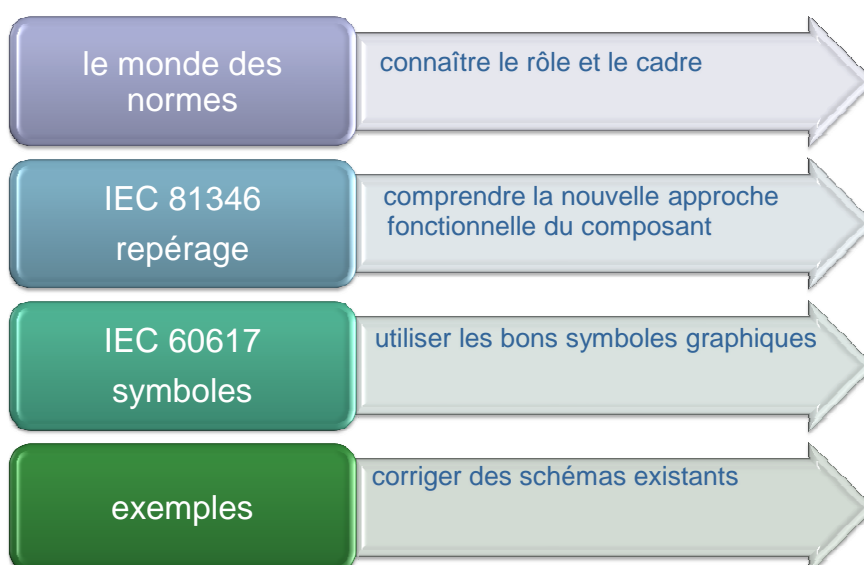 le monde des
normes
connaître le rôle et le cadre
IEC 81346
repérage
comprendre la nouvelle approche
fonctionnelle du composant
IEC 60617
symboles
utiliser les bons symboles graphiques
exemples
corriger des schémas existants